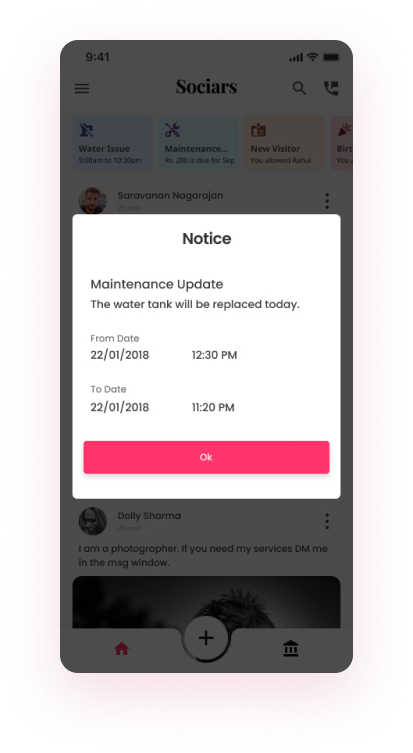 9:41
Sociars
Water Issue
9:00am to 10:30pm
Maintenance...
Rs. 200 is due for Sep
New Visitor
You allowed Rahul
Birt
You a
Saravanan Nagarajan
Notice
Maintenance Update
The water tank will be replaced today.
From Date
22/01/2018 12:30 PM
To Date
22/01/2018 11:20 PM
Ok
Dolly Sharma
45 min
I am a photographer. If you need my services DM me
in the msg window.